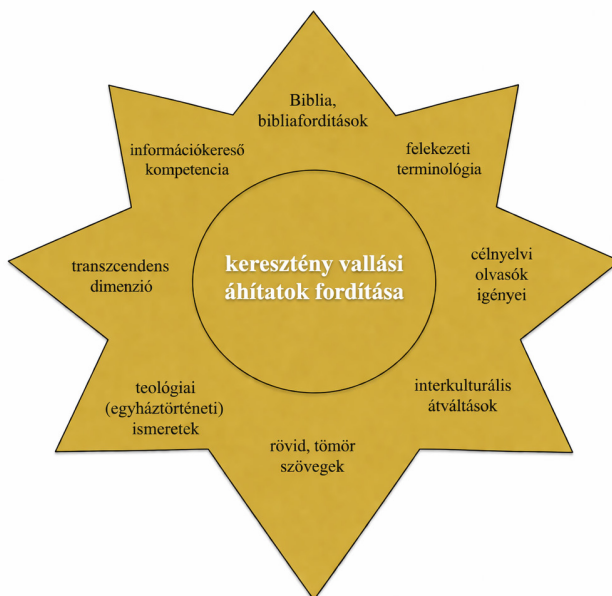 Biblia,
bibliaforditások
felekezeti
terminológia
célnyelvi
olvasók
igényei
interkulturális
átváltások
rövid, tömör
szövegek
teológiai
(egyháztörténeti)
ismeretek
transzcendens
dimenzió
információkereső
kompetencia
keresztény vallási
áhítatok fordítása